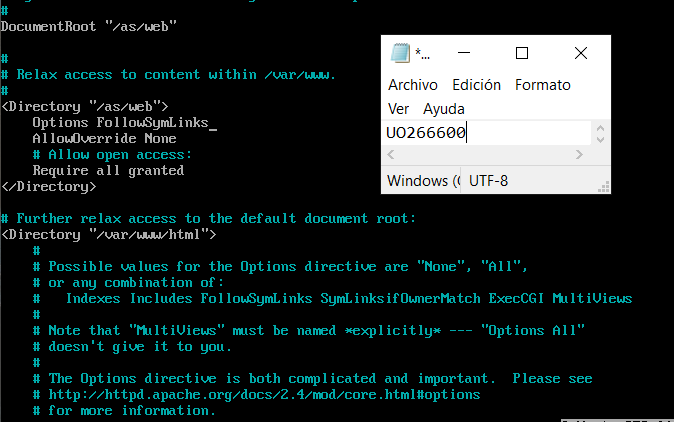 #
DocumentRoot "/as/web"
#
# Relax access to content within /var/www.
#
<Directory "/as/web">
    Options FollowSymLinks_
    AllowOverride None
    # Allow open access:
    Require all granted
</Directory>
# Further relax access to the default document root:
<Directory "/var/www/html">
    #
    # Possible values for the Options directive are "None", "All",
    # or any combination of:
    #   Indexes Includes FollowSymLinks SymLinksifOwnerMatch ExecCGI MultiViews
    #
    # Note that "MultiViews" must be named *explicitly* --- "Options All"
    # doesn't give it to you.
    #
    # The Options directive is both complicated and important.  Please see
    # http://httpd.apache.org/docs/2.4/mod/core.html#options
    # for more information.
*...
Archivo Edición Formato
Ver Ayuda
UO266600
Windows (C UTF-8